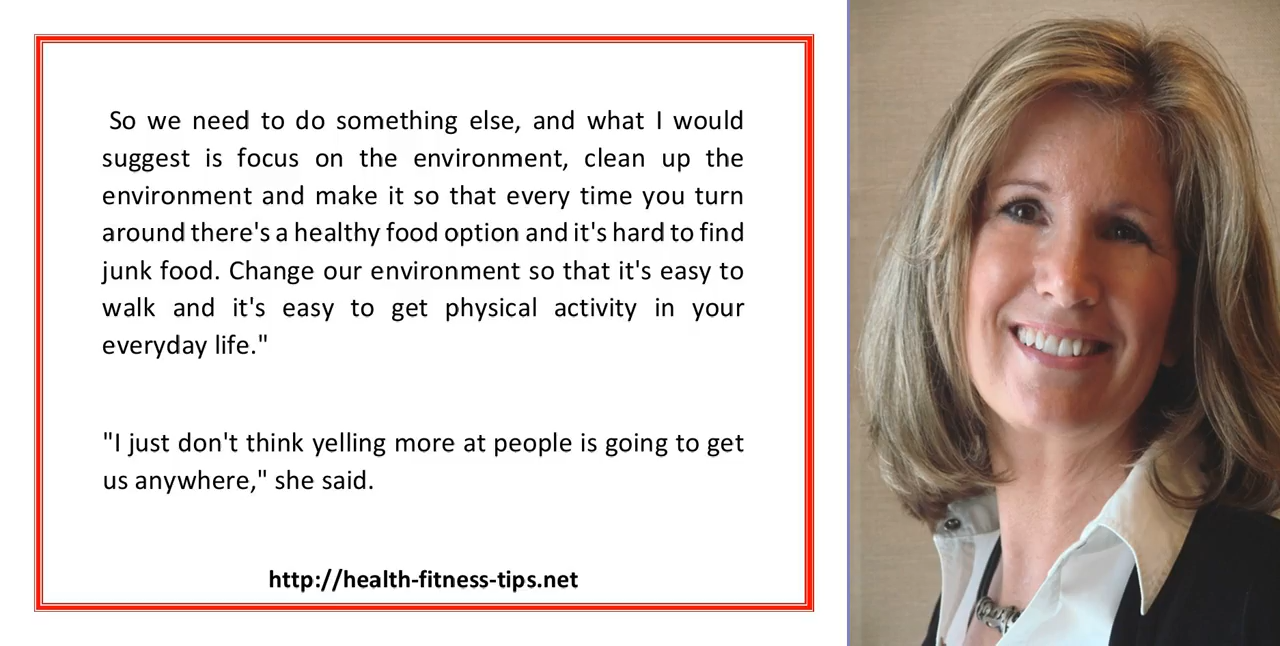 So we need to do something else, and what I would
suggest is focus on the environment, clean up the
environment and make it so that every time you turn
around there's a healthy food option and it's hard to find
junk food. Change our environment so that it's easy to
walk and it's easy to get physical activity in your
everyday life."
"I just don't think yelling more at people is going to get
us anywhere," she said.
http://health-fitness-tips.net